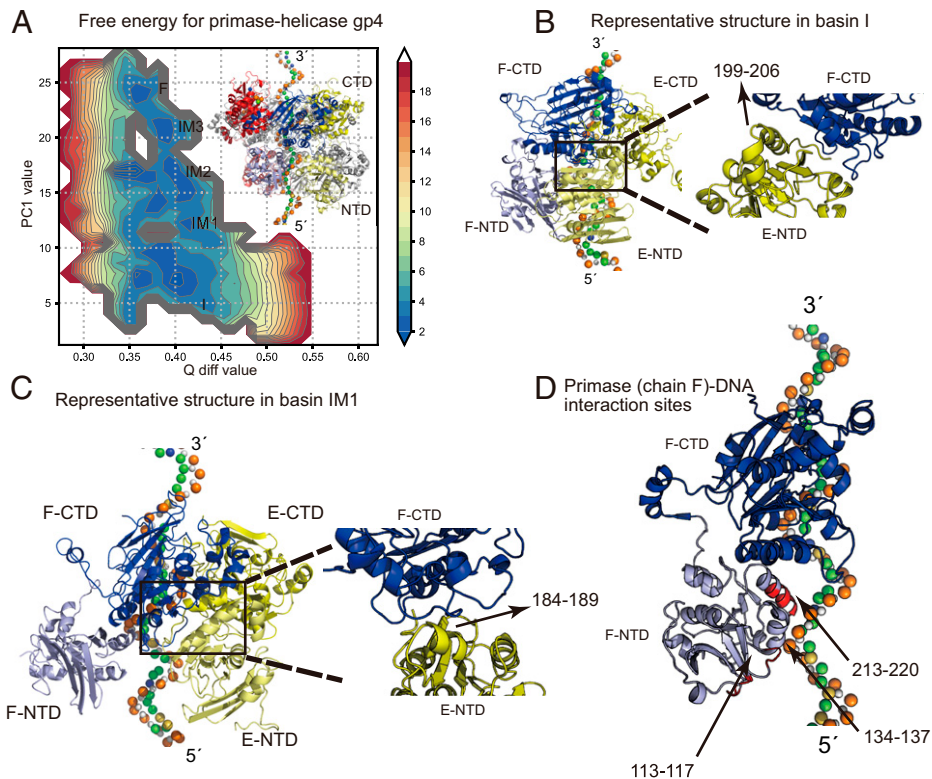 A
Free energy for primase-helicase gp4
PC1 value
25
20
15
10
5
0.30
0.35
0.40
0.45
0.50
0.55
0.60
Q diff value
F
IM3
IM2
IM1
I
3´
CTD
NTD
5´
18
16
14
12
10
8
6
4
2
B
Representative structure in basin I
3´
F-CTD
E-CTD
F-NTD
E-NTD
5´
199-206
F-CTD
E-NTD
C
Representative structure in basin IM1
3´
F-CTD
E-CTD
F-NTD
E-NTD
5´
F-CTD
184-189
E-NTD
D
Primase (chain F)-DNA
interaction sites
3´
F-CTD
F-NTD
213-220
134-137
113-117
5´